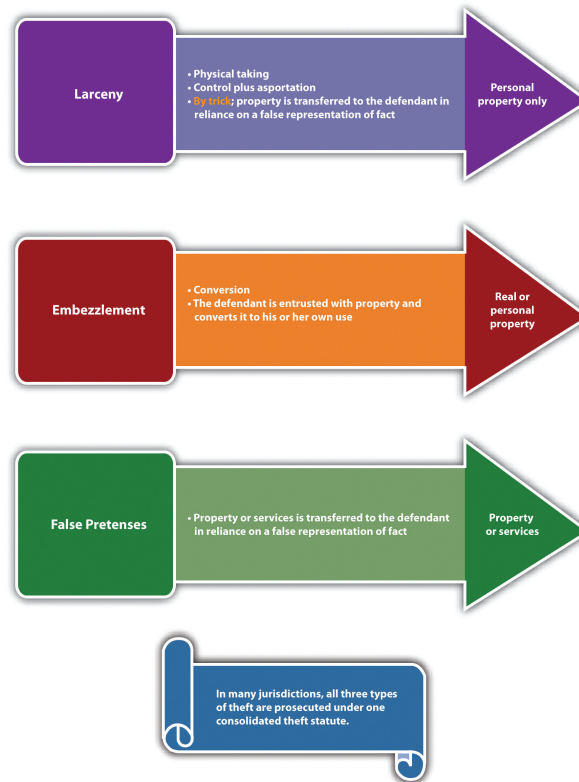 Larceny
• Physical taking
• Control plus asportation
• By trick; property is transferred to the defendant in
reliance on a false representation of fact
Personal
property only
Embezzlement
• Conversion
• The defendant is entrusted with property and
converts it to his or her own use
Real or
personal
property
False Pretenses
• Property or services is transferred to the defendant
in reliance on a false representation of fact
Property
or services
In many jurisdictions, all three types
of theft are prosecuted under one
consolidated theft statute.